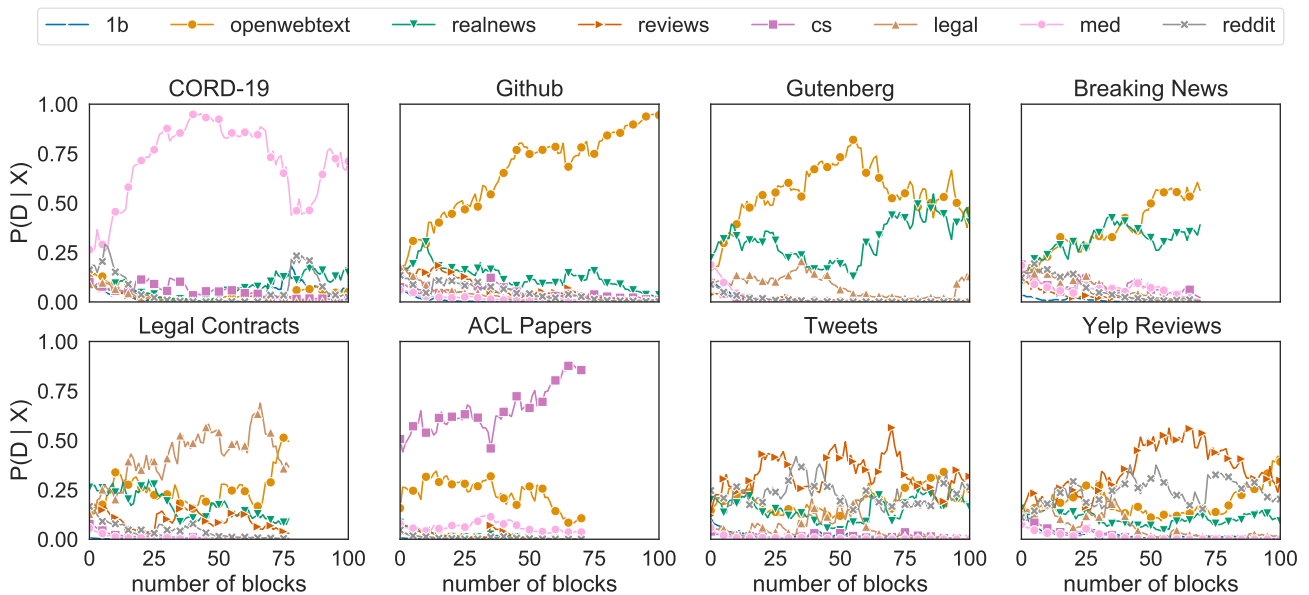 1b openwebtext realnews reviews cs legal med reddit
CORD-19 Github Gutenberg Breaking News
P(D | X)
1.00
0.75
0.50
0.25
0.00
Legal Contracts ACL Papers Tweets Yelp Reviews
P(D | X)
1.00
0.75
0.50
0.25
0.00
0 25 50 75 100 0 25 50 75 100 0 25 50 75 100 0 25 50 75 100
number of blocks number of blocks number of blocks number of blocks